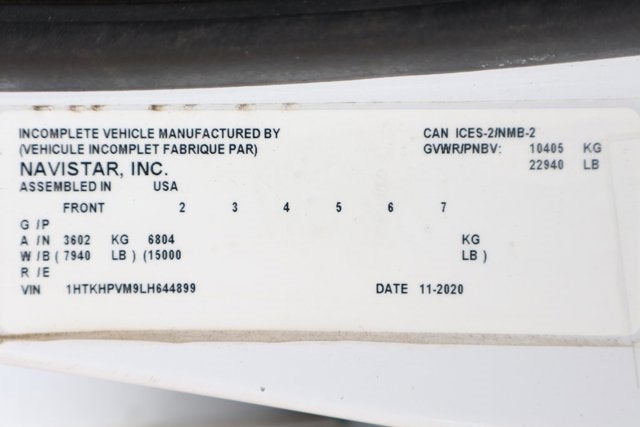 INCOMPLETE VEHICLE MANUFACTURED BY CAN ICES-2/NMB-2
(VEHICULE INCOMPLET FABRIQUE PAR) GVWR/PNBV: 10405 KG
NAVISTAR, INC. 22940 LB
ASSEMBLED IN USA
FRONT 2 3 4 5 6 7
G /P
A /N 3602 KG 6804 KG
W /B ( 7940 LB ) (15000 LB )
R /E
VIN 1HTKHPVM9LH644899 DATE 11-2020